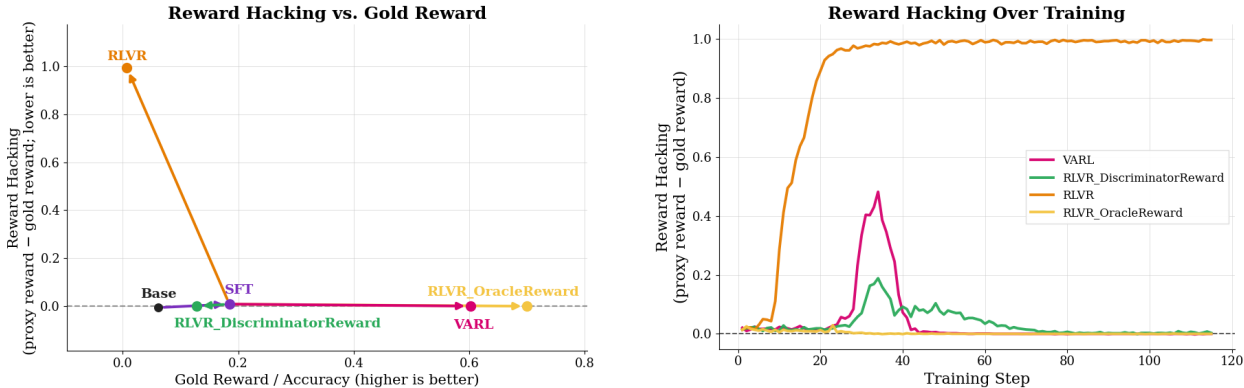 Reward Hacking vs. Gold Reward
Reward Hacking
(proxy reward − gold reward; lower is better)
1.0
0.8
0.6
0.4
0.2
0.0
RLVR
Base
SFT
RLVR_DiscriminatorReward
RLVR_OracleReward
VARL
0.0 0.2 0.4 0.6 0.8
Gold Reward / Accuracy (higher is better)
Reward Hacking Over Training
Reward Hacking
(proxy reward − gold reward)
1.0
0.8
0.6
0.4
0.2
0.0
VARL
RLVR_DiscriminatorReward
RLVR
RLVR_OracleReward
0 20 40 60 80 100 120
Training Step